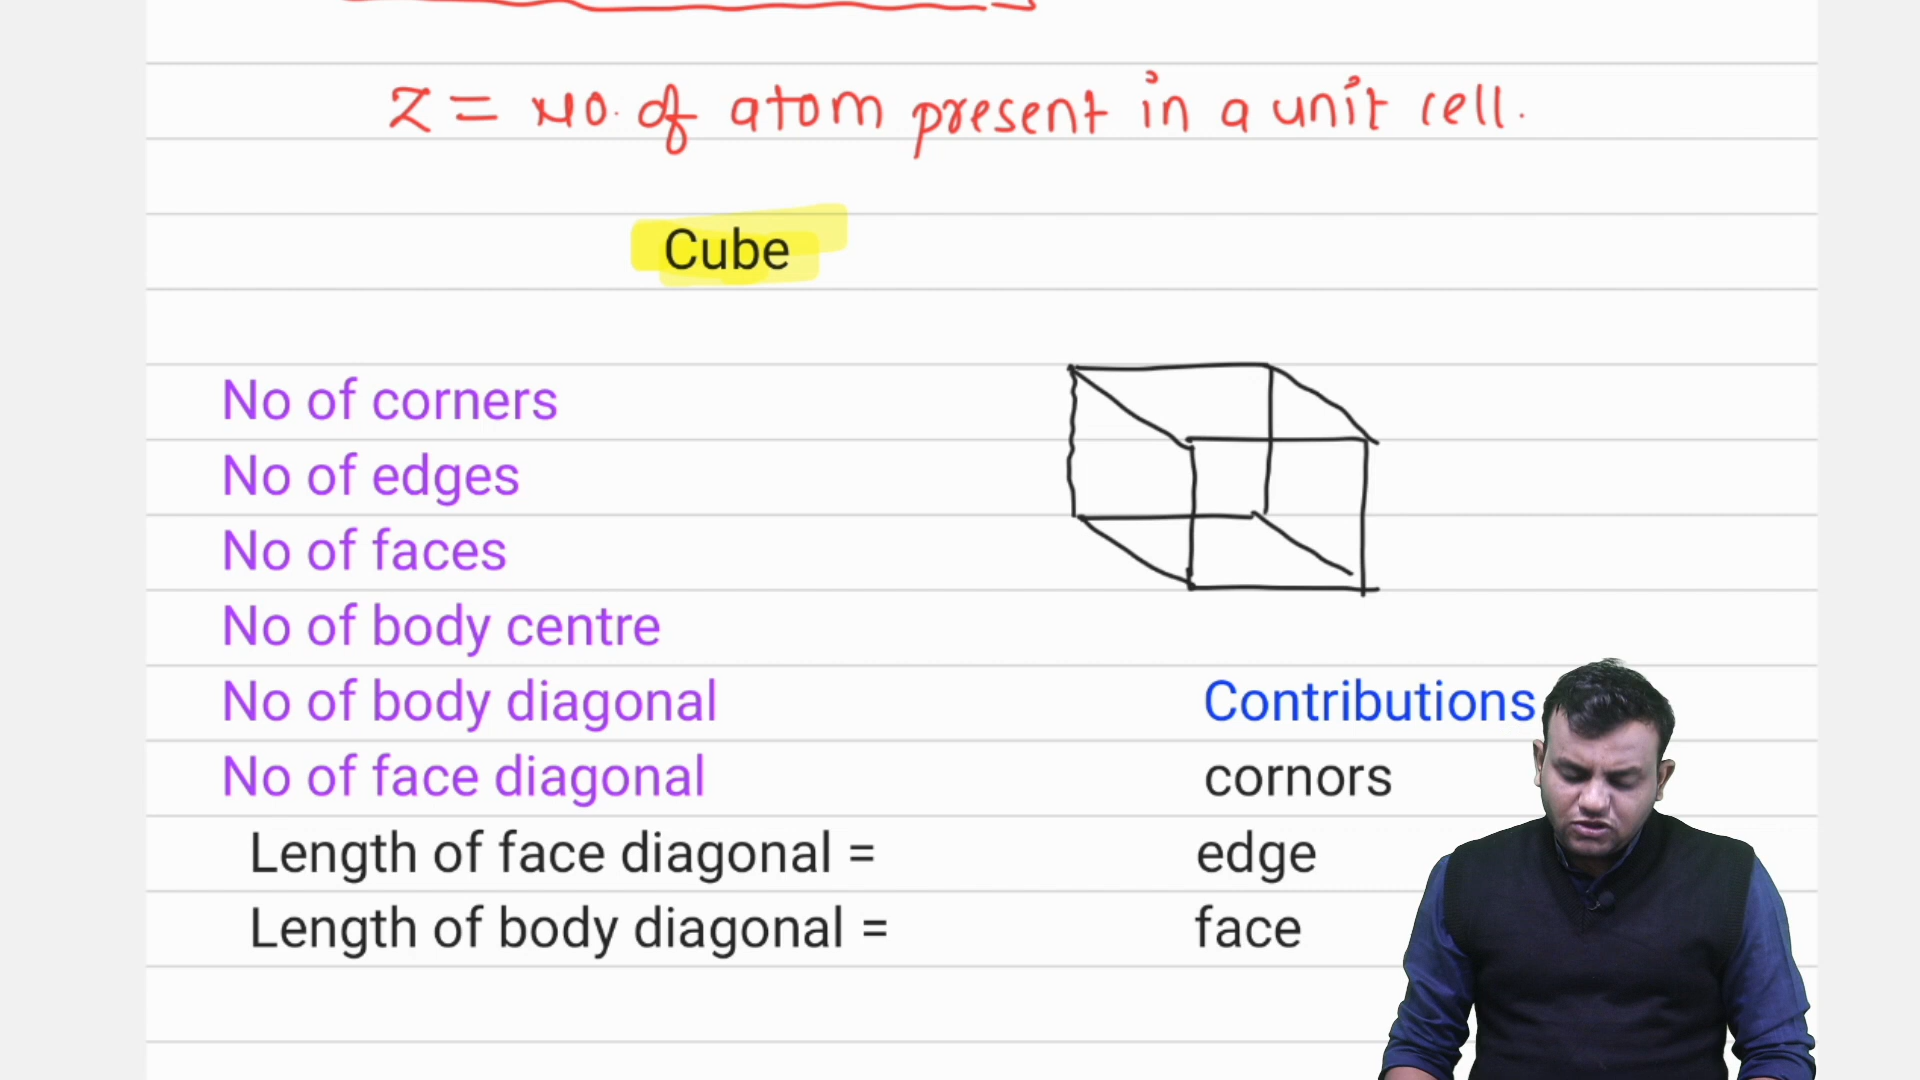 Z = No. of atom present in a unit cell.
Cube
No of corners
No of edges
No of faces
No of body centre
No of body diagonal
Contributions
No of face diagonal
cornors
Length of face diagonal =
edge
Length of body diagonal =
face